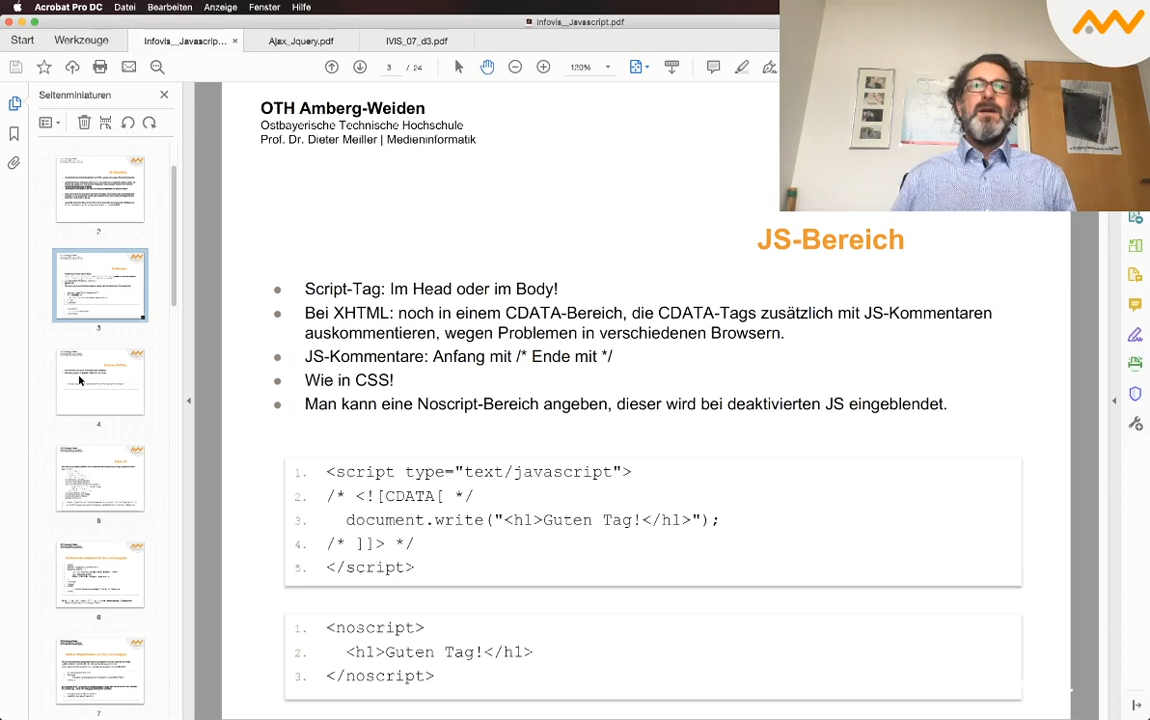 Acrobat Pro DC Datei Bearbeiten Anzeige Fenster Hilfe
Infovis__Javascript.pdf
Start Werkzeuge Infovis__Javascrip... × Ajax_Jquery.pdf IVIS_07_d3.pdf
3 / 24 120%
Seitenminiaturen
2
3
4
5
6
7
OTH Amberg-Weiden
Ostbayerische Technische Hochschule
Prof. Dr. Dieter Meiller | Medieninformatik
JS-Bereich
● Script-Tag: Im Head oder im Body!
● Bei XHTML: noch in einem CDATA-Bereich, die CDATA-Tags zusätzlich mit JS-Kommentaren
auskommentieren, wegen Problemen in verschiedenen Browsern.
● JS-Kommentare: Anfang mit /* Ende mit */
● Wie in CSS!
● Man kann eine Noscript-Bereich angeben, dieser wird bei deaktivierten JS eingeblendet.
1. <script type="text/javascript">
2. /* <![CDATA[ */
3. document.write("<h1>Guten Tag!</h1>");
4. /* ]]> */
5. </script>
1. <noscript>
2. <h1>Guten Tag!</h1>
3. </noscript>